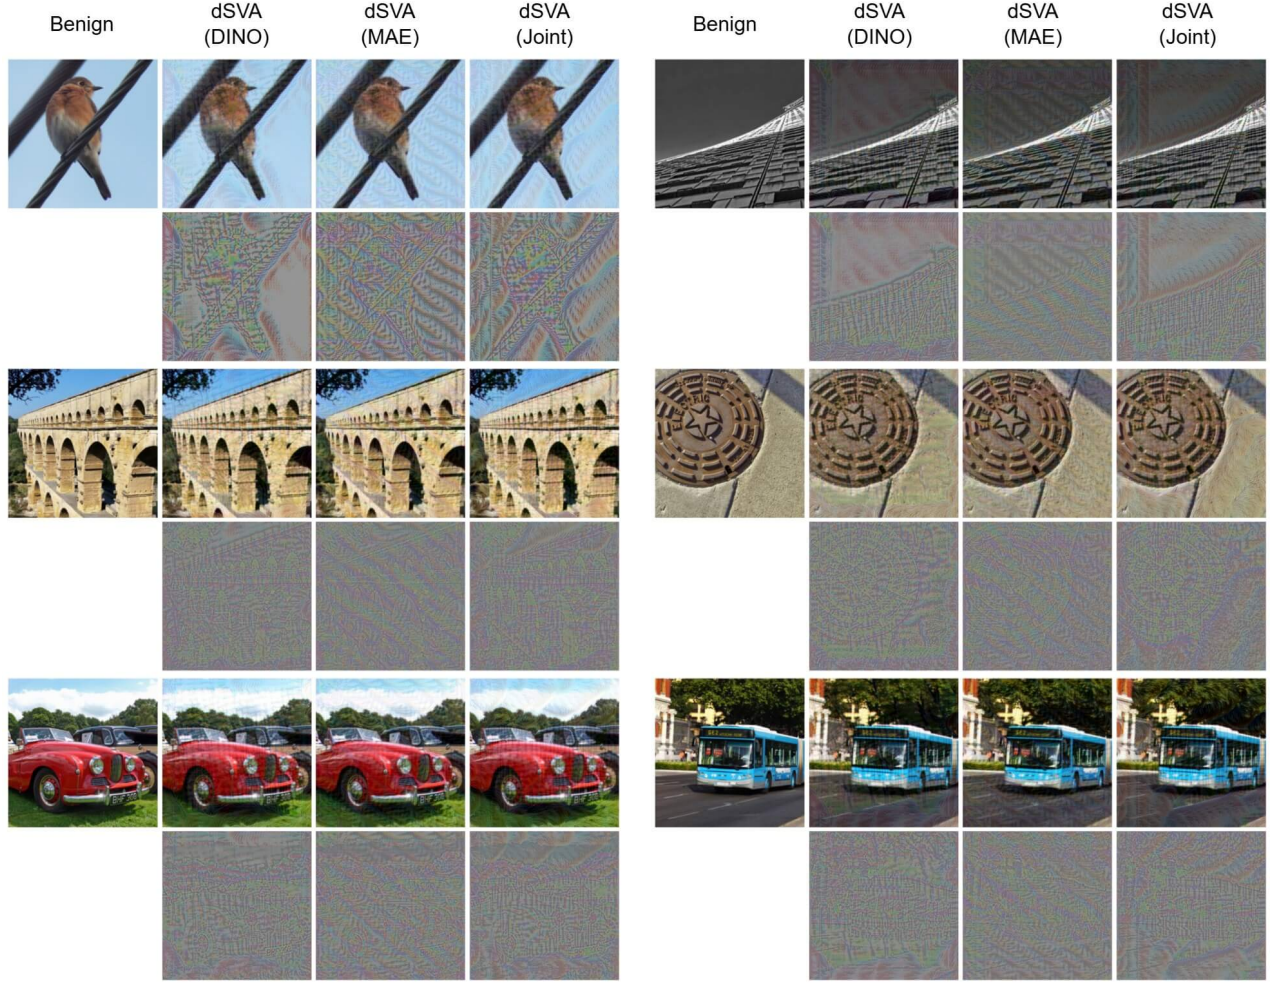 Benign
dSVA
(DINO)
dSVA
(MAE)
dSVA
(Joint)
Benign
dSVA
(DINO)
dSVA
(MAE)
dSVA
(Joint)